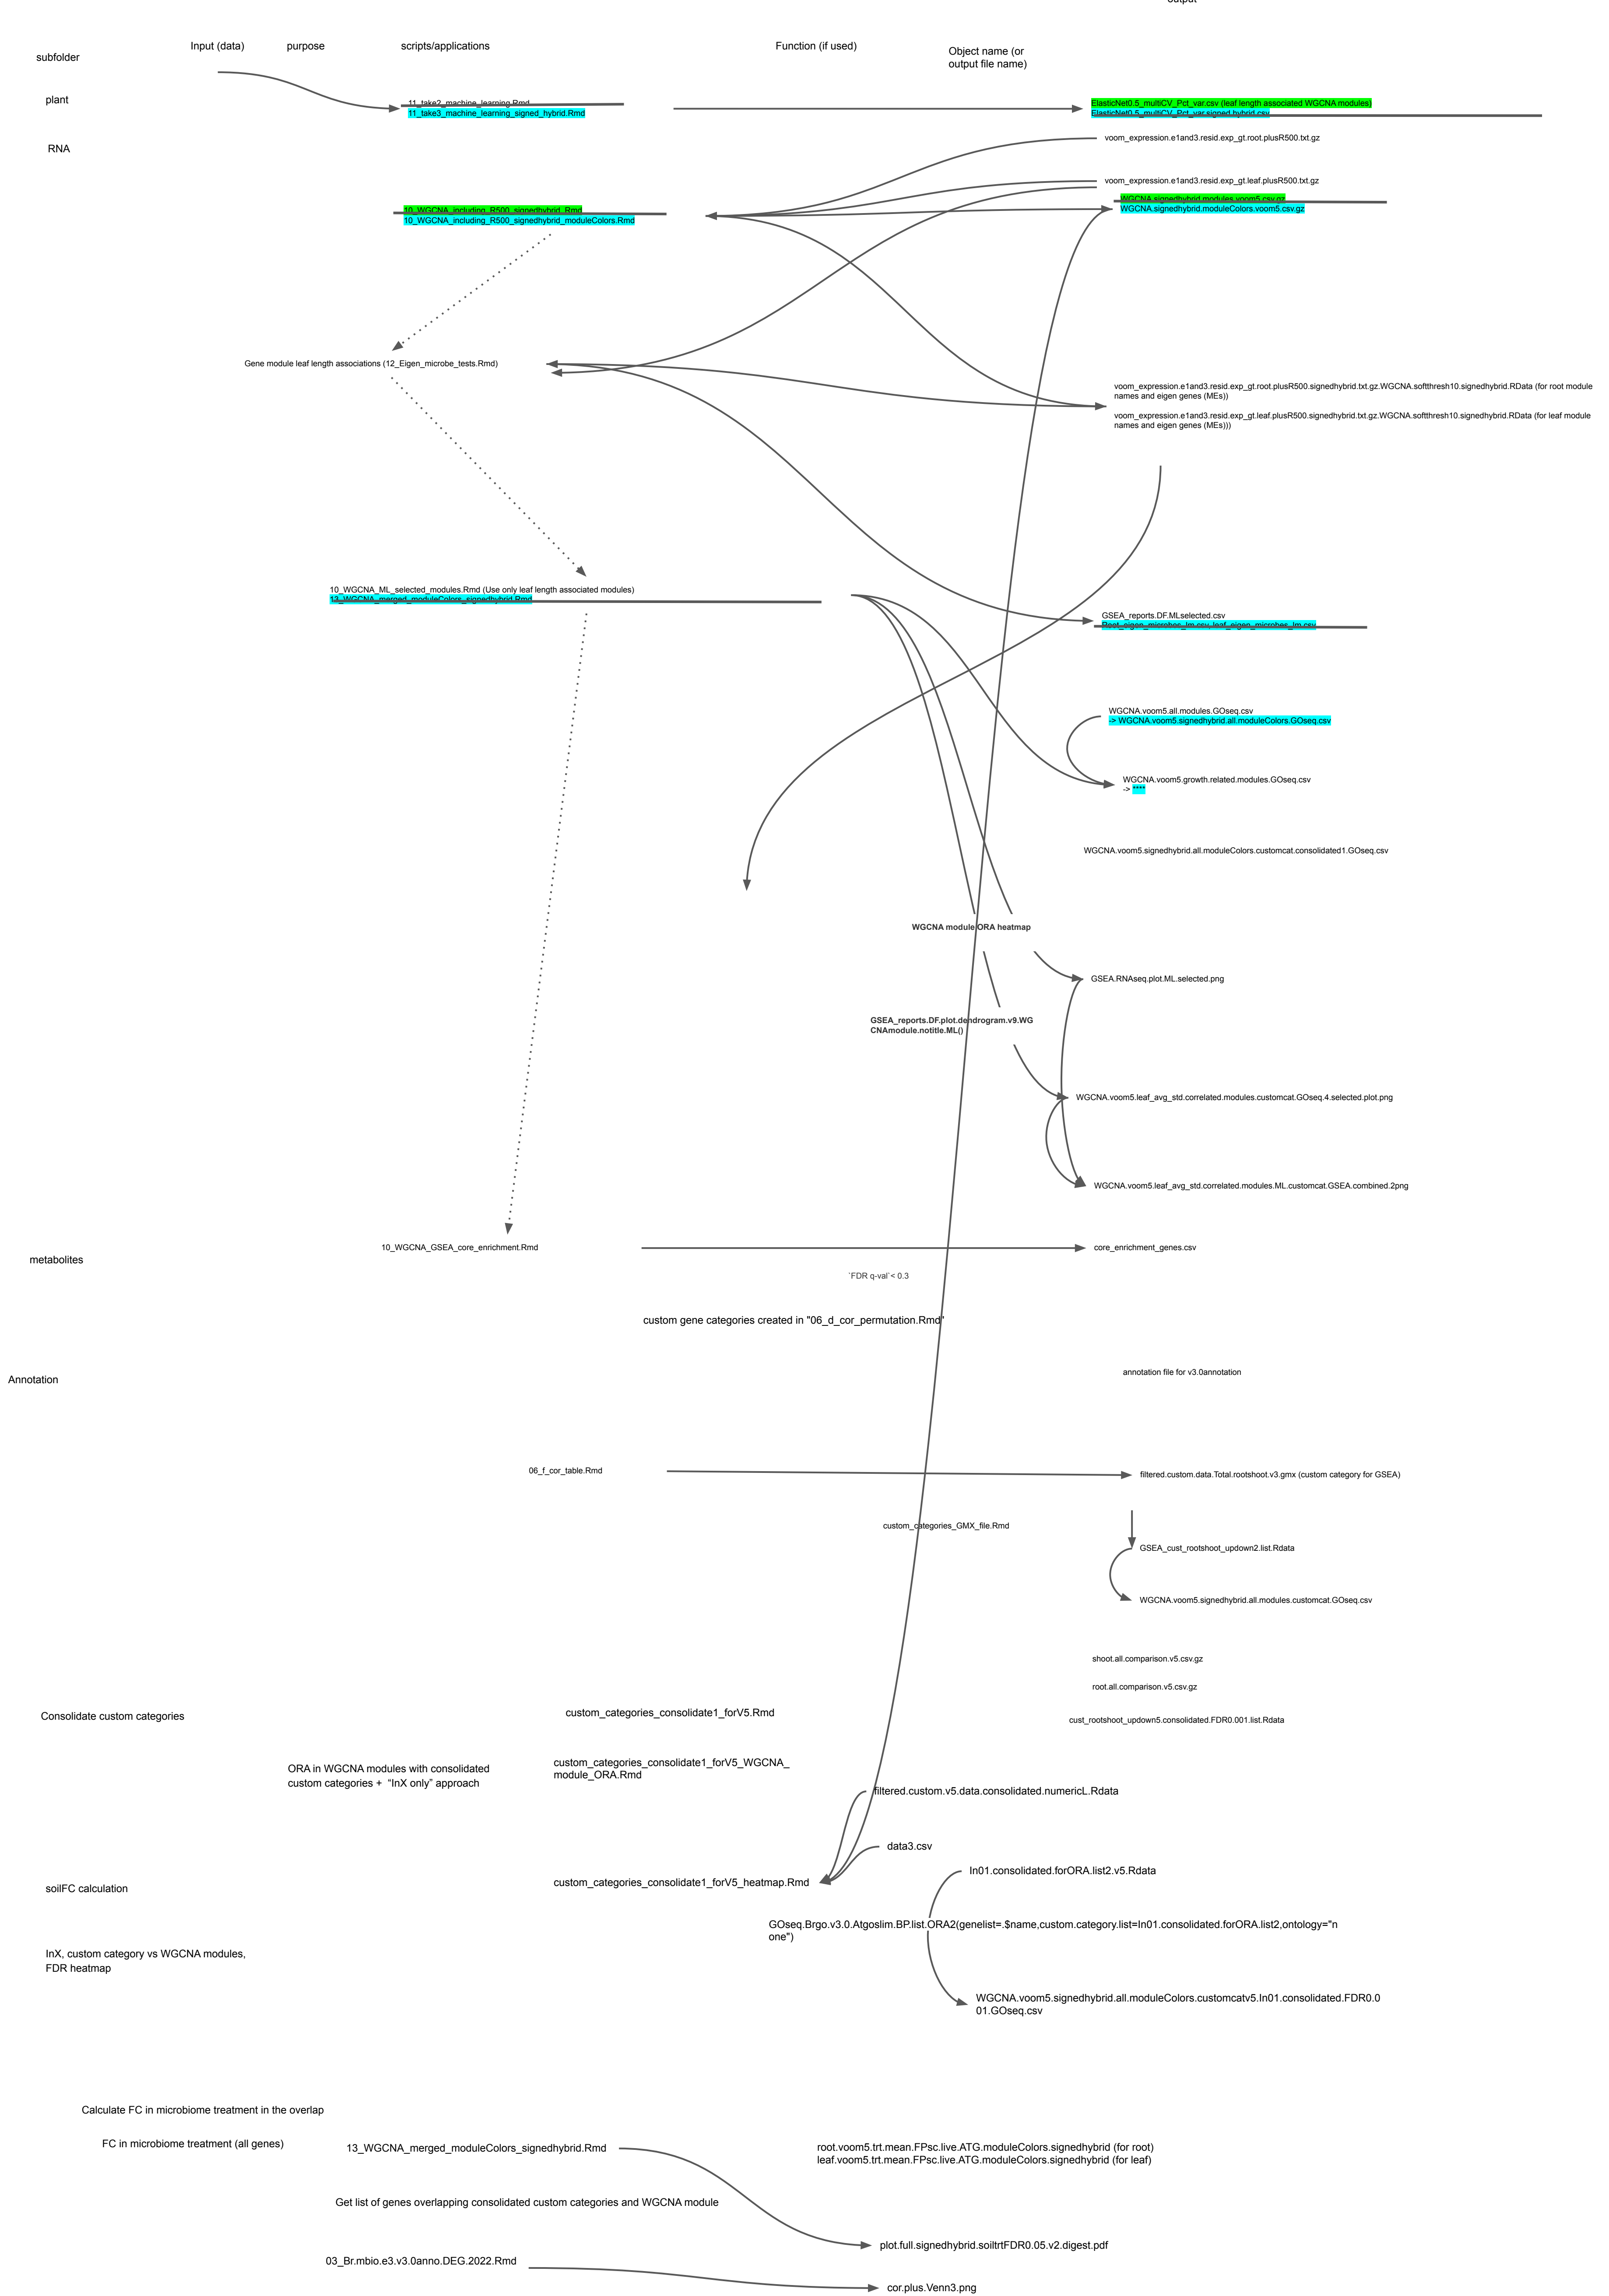 output
Input (data)
purpose
scripts/applications
Function (if used)
Object name (or
output file name)
subfolder
plant
11_take2_machine_learning.Rmd
11_take3_machine_learning_signed_hybrid.Rmd
ElasticNet0.5_multiCV_Pct_var.csv (leaf length associated WGCNA modules)
ElasticNet0.5_multiCV_Pct_var.signed.hybrid.csv
voom_expression.e1and3.resid.exp_gt.root.plusR500.txt.gz
RNA
voom_expression.e1and3.resid.exp_gt.leaf.plusR500.txt.gz
10_WGCNA_including_R500_signedhybrid_Rmd
10_WGCNA_including_R500_signedhybrid_moduleColors.Rmd
WGCNA.signedhybrid.modules.voom5.csv.gz
WGCNA.signedhybrid.moduleColors.voom5.csv.gz
Gene module leaf length associations (12_Eigen_microbe_tests.Rmd)
voom_expression.e1and3.resid.exp_gt.root.plusR500.signedhybrid.txt.gz.WGCNA.softthresh10.signedhybrid.RData (for root module
names and eigen genes (MEs))
voom_expression.e1and3.resid.exp_gt.leaf.plusR500.signedhybrid.txt.gz.WGCNA.softthresh10.signedhybrid.RData (for leaf module
names and eigen genes (MEs)))
10_WGCNA_ML_selected_modules.Rmd (Use only leaf length associated modules)
13_WGCNA_merged_moduleColors_signedhybrid.Rmd
GSEA_reports.DF.MLselected.csv
Root_eigen_microbes_lm.csv, leaf_eigen_microbes_lm.csv
WGCNA.voom5.all.modules.GOseq.csv
-> WGCNA.voom5.signedhybrid.all.moduleColors.GOseq.csv
WGCNA.voom5.growth.related.modules.GOseq.csv
-> ****
WGCNA.voom5.signedhybrid.all.moduleColors.customcat.consolidated1.GOseq.csv
WGCNA module ORA heatmap
GSEA.RNAseq.plot.ML.selected.png
GSEA_reports.DF.plot.dendrogram.v9.WG
CNAmodule.notitle.ML()
WGCNA.voom5.leaf_avg_std.correlated.modules.customcat.GOseq.4.selected.plot.png
WGCNA.voom5.leaf_avg_std.correlated.modules.ML.customcat.GSEA.combined.2png
10_WGCNA_GSEA_core_enrichment.Rmd
core_enrichment_genes.csv
metabolites
`FDR q-val`< 0.3
custom gene categories created in "06_d_cor_permutation.Rmd"
annotation file for v3.0annotation
Annotation
06_f_cor_table.Rmd
filtered.custom.data.Total.rootshoot.v3.gmx (custom category for GSEA)
custom_categories_GMX_file.Rmd
GSEA_cust_rootshoot_updown2.list.Rdata
WGCNA.voom5.signedhybrid.all.modules.customcat.GOseq.csv
shoot.all.comparison.v5.csv.gz
root.all.comparison.v5.csv.gz
Consolidate custom categories
custom_categories_consolidate1_forV5.Rmd
cust_rootshoot_updown5.consolidated.FDR0.001.list.Rdata
ORA in WGCNA modules with consolidated
custom categories + “InX only” approach
custom_categories_consolidate1_forV5_WGCNA_
module_ORA.Rmd
filtered.custom.v5.data.consolidated.numericL.Rdata
data3.csv
In01.consolidated.forORA.list2.v5.Rdata
soilFC calculation
custom_categories_consolidate1_forV5_heatmap.Rmd
GOseq.Brgo.v3.0.Atgoslim.BP.list.ORA2(genelist=.$name,custom.category.list=In01.consolidated.forORA.list2,ontology="n
one")
InX, custom category vs WGCNA modules,
FDR heatmap
WGCNA.voom5.signedhybrid.all.moduleColors.customcatv5.In01.consolidated.FDR0.0
01.GOseq.csv
Calculate FC in microbiome treatment in the overlap
FC in microbiome treatment (all genes)
13_WGCNA_merged_moduleColors_signedhybrid.Rmd
root.voom5.trt.mean.FPsc.live.ATG.moduleColors.signedhybrid (for root)
leaf.voom5.trt.mean.FPsc.live.ATG.moduleColors.signedhybrid (for leaf)
Get list of genes overlapping consolidated custom categories and WGCNA module
plot.full.signedhybrid.soiltrtFDR0.05.v2.digest.pdf
03_Br.mbio.e3.v3.0anno.DEG.2022.Rmd
cor.plus.Venn3.png